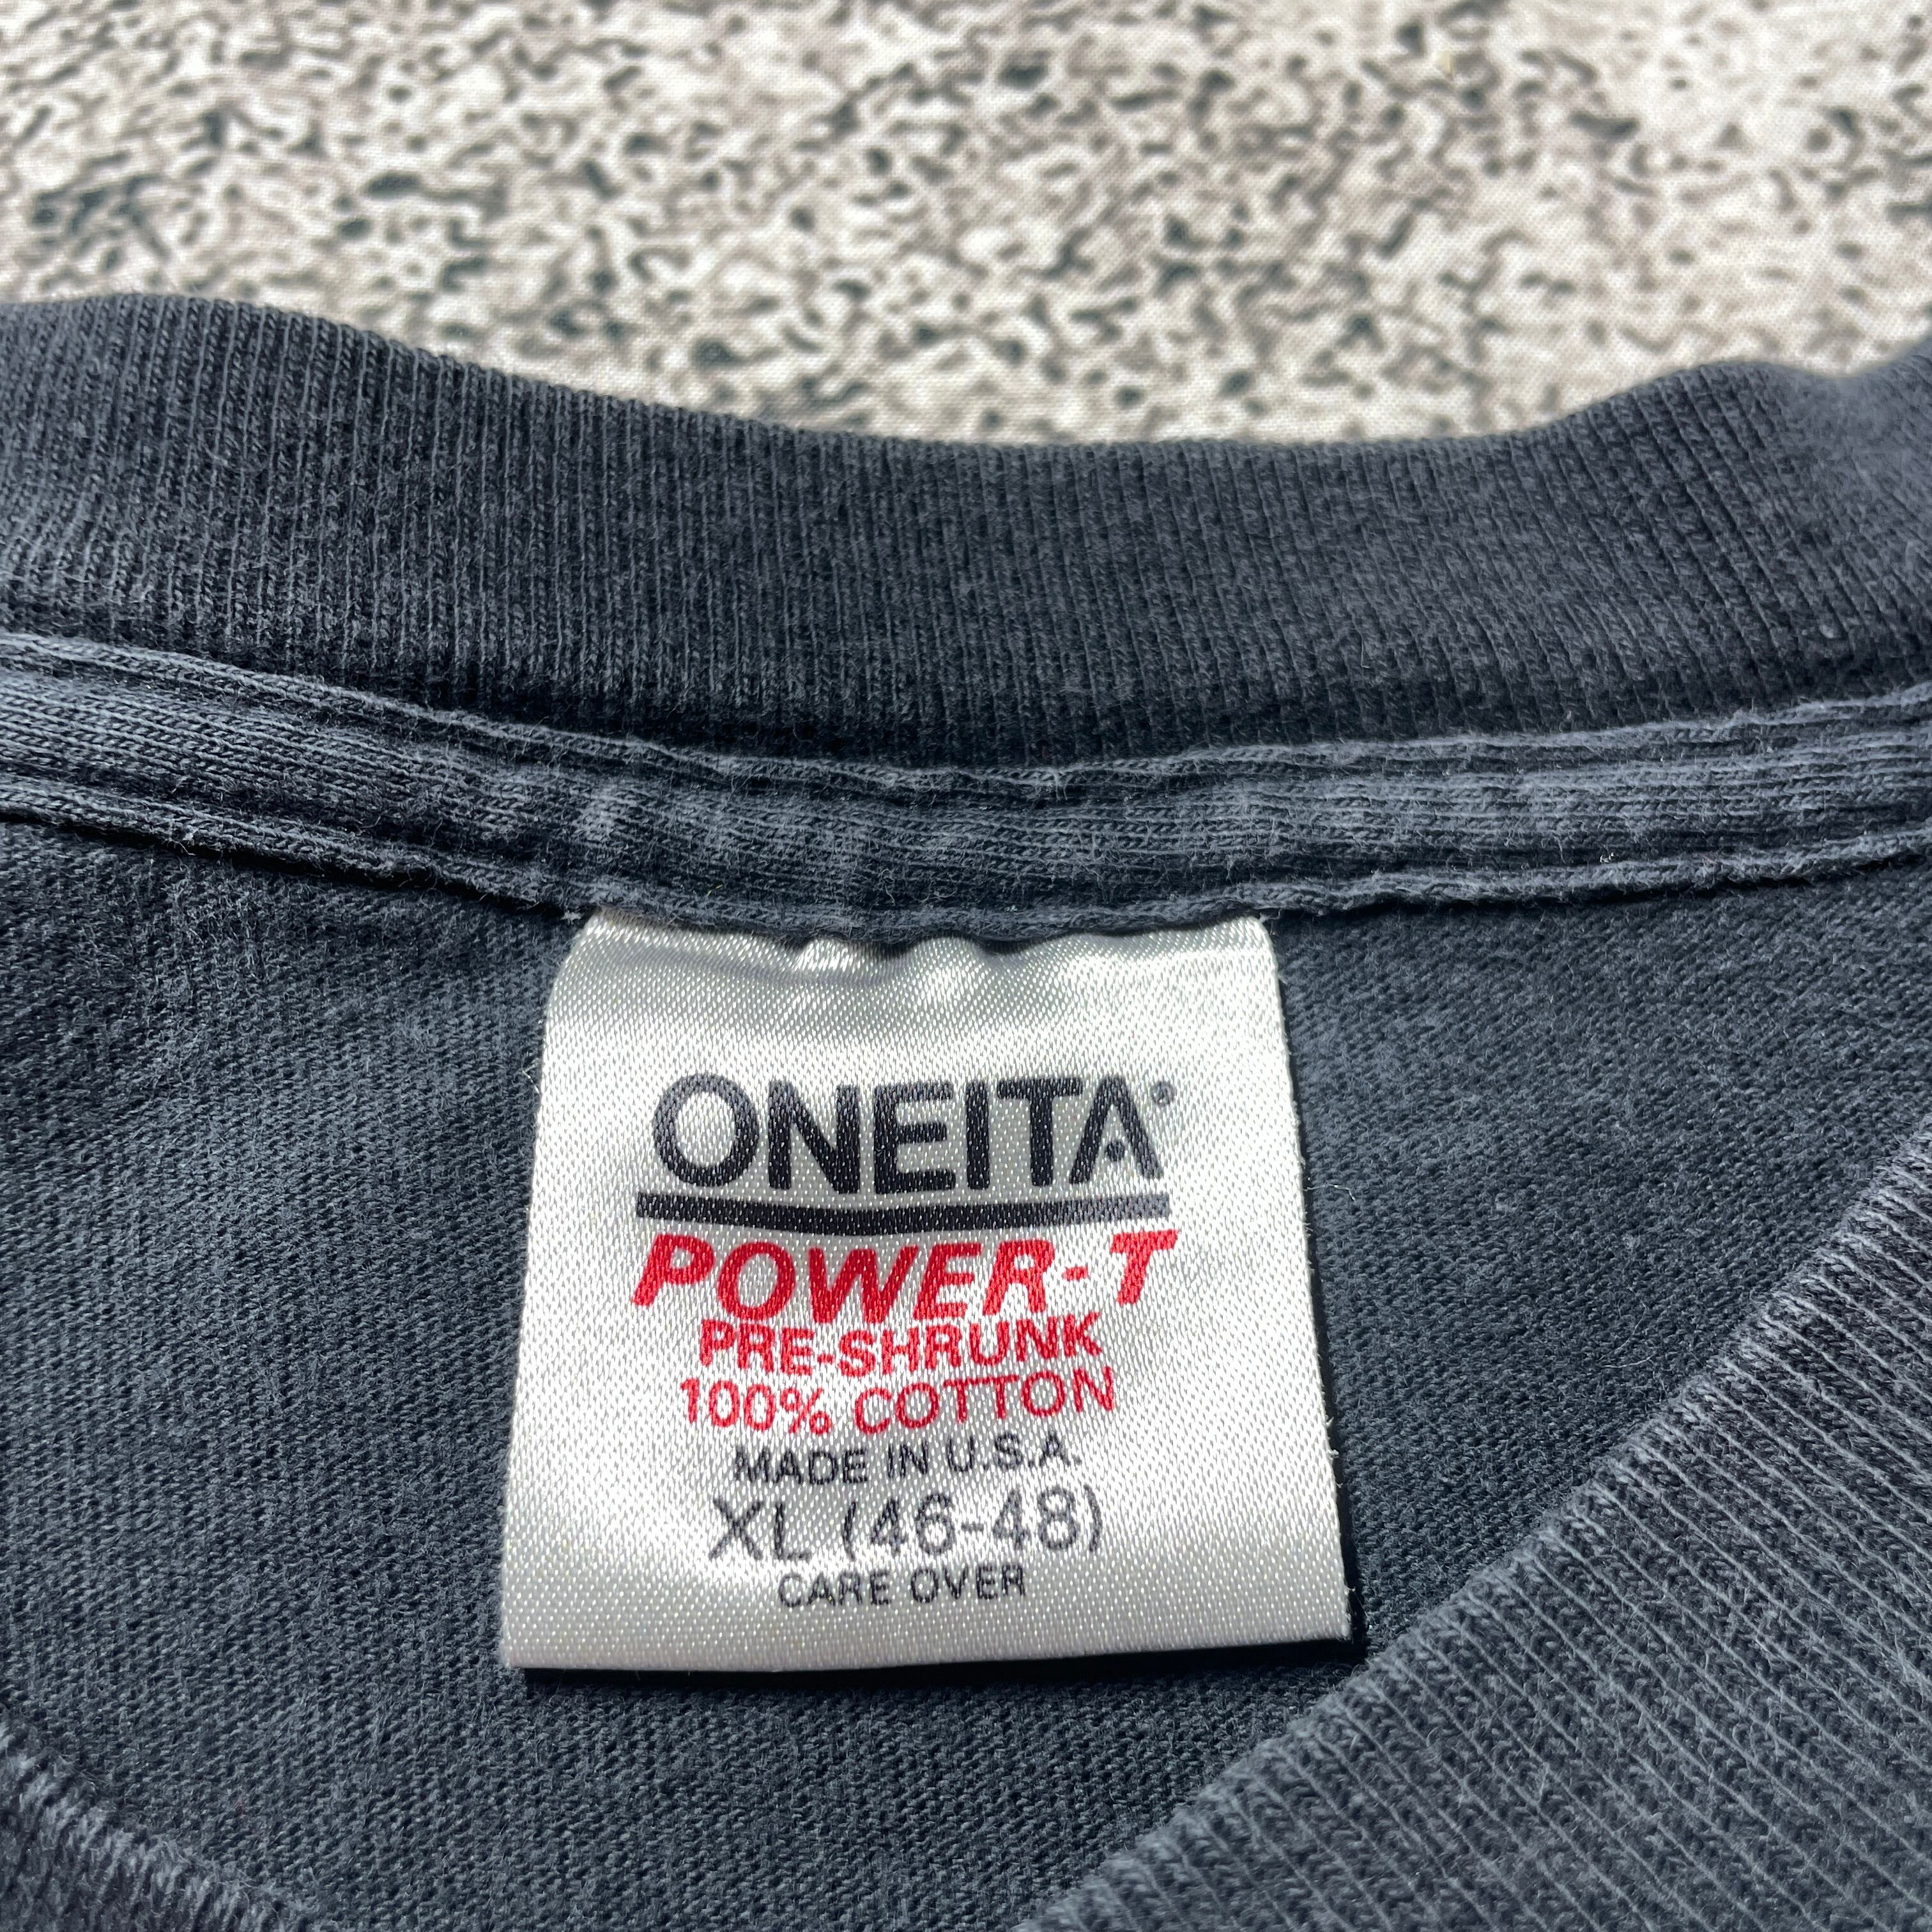 ONEITA®
POWER-T
PRE-SHRUNK
100% COTTON
MADE IN U.S.A.
XL (46-48)
CARE OVER